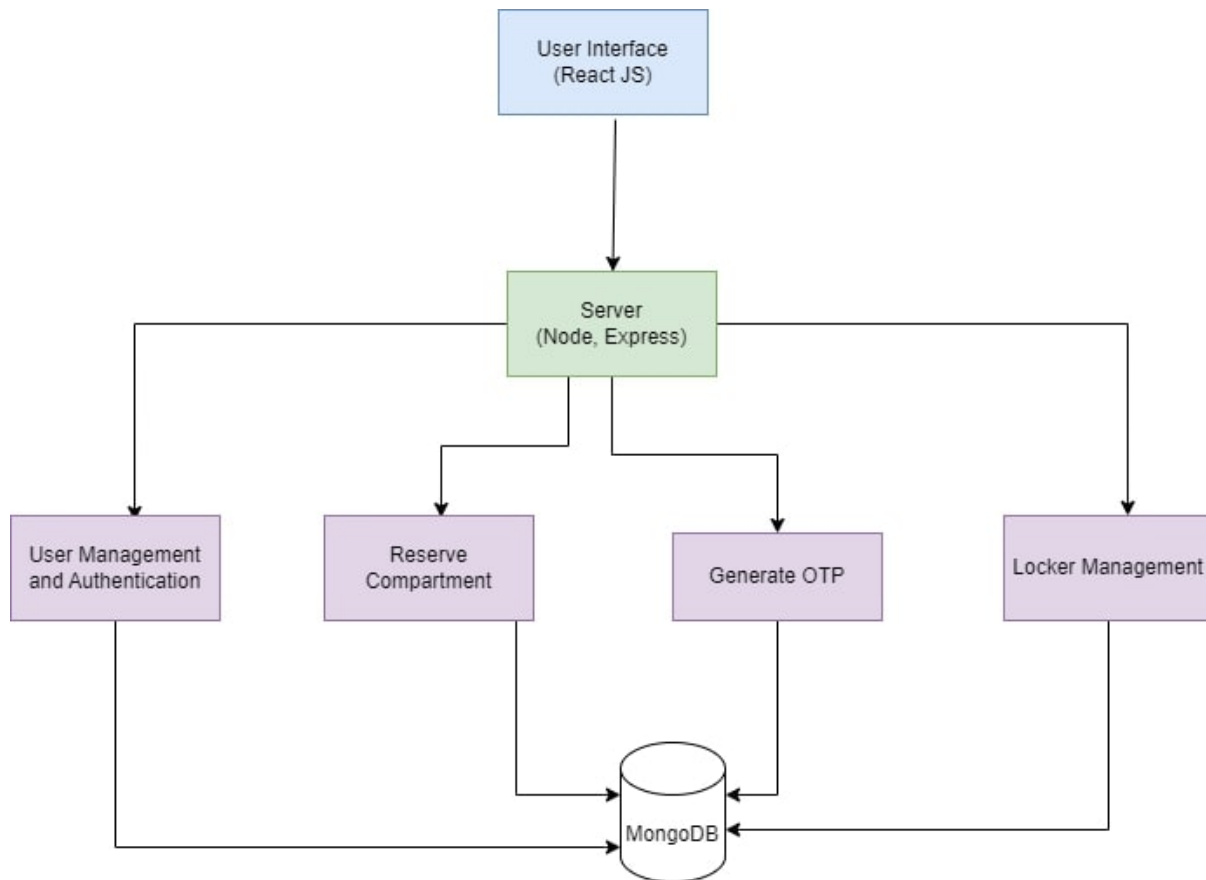 User Interface
(React JS)
Server
(Node, Express)
User Management
and Authentication
Reserve
Compartment
Generate OTP
Locker Management
MongoDB